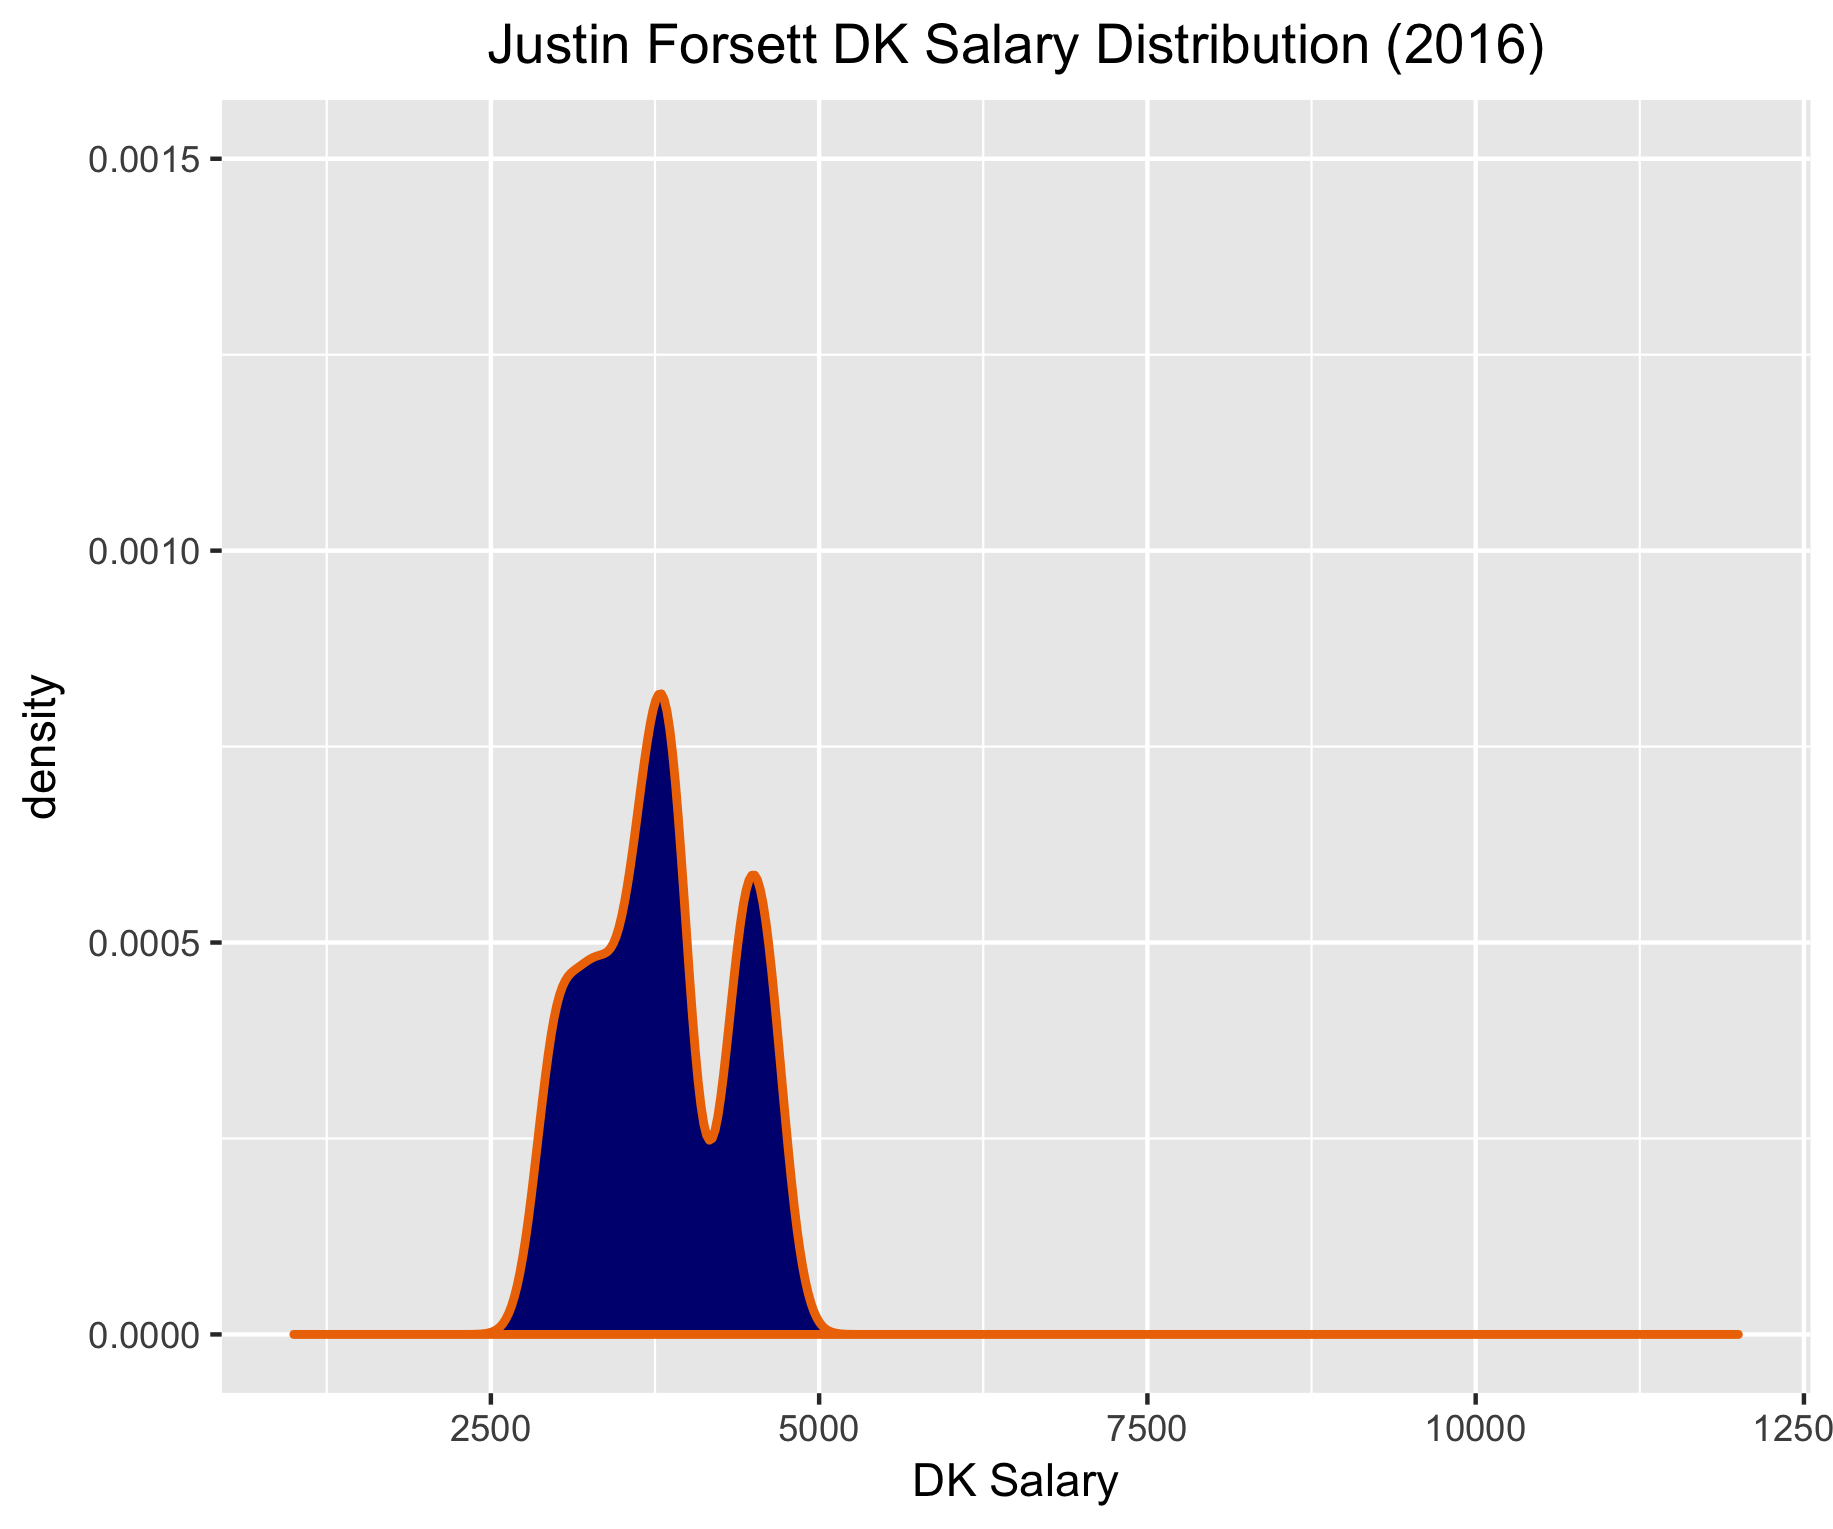 Justin Forsett DK Salary Distribution (2016)
0.0015
0.0010
0.0005
0.0000
density
2500 5000 7500 10000 1250
DK Salary